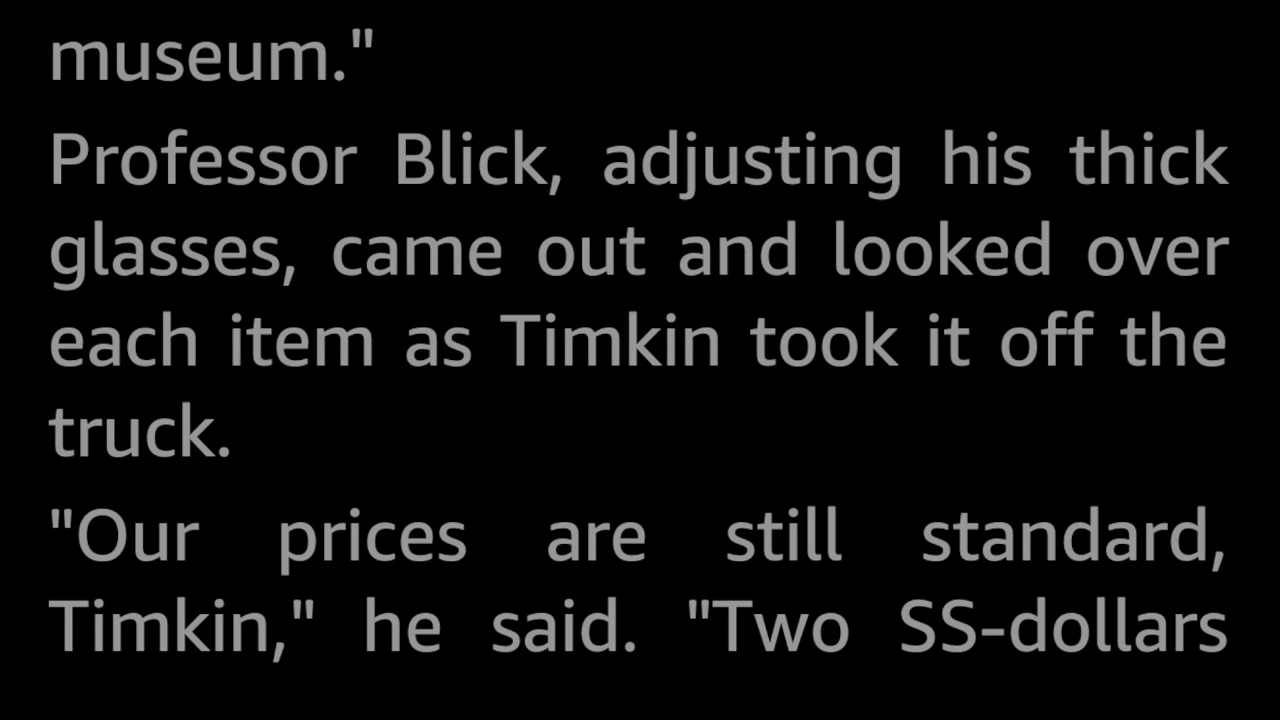 museum."
Professor Blick, adjusting his thick
glasses, came out and looked over
each item as Timkin took it off the
truck.
"Our prices are still standard,
Timkin," he said. "Two SS-dollars